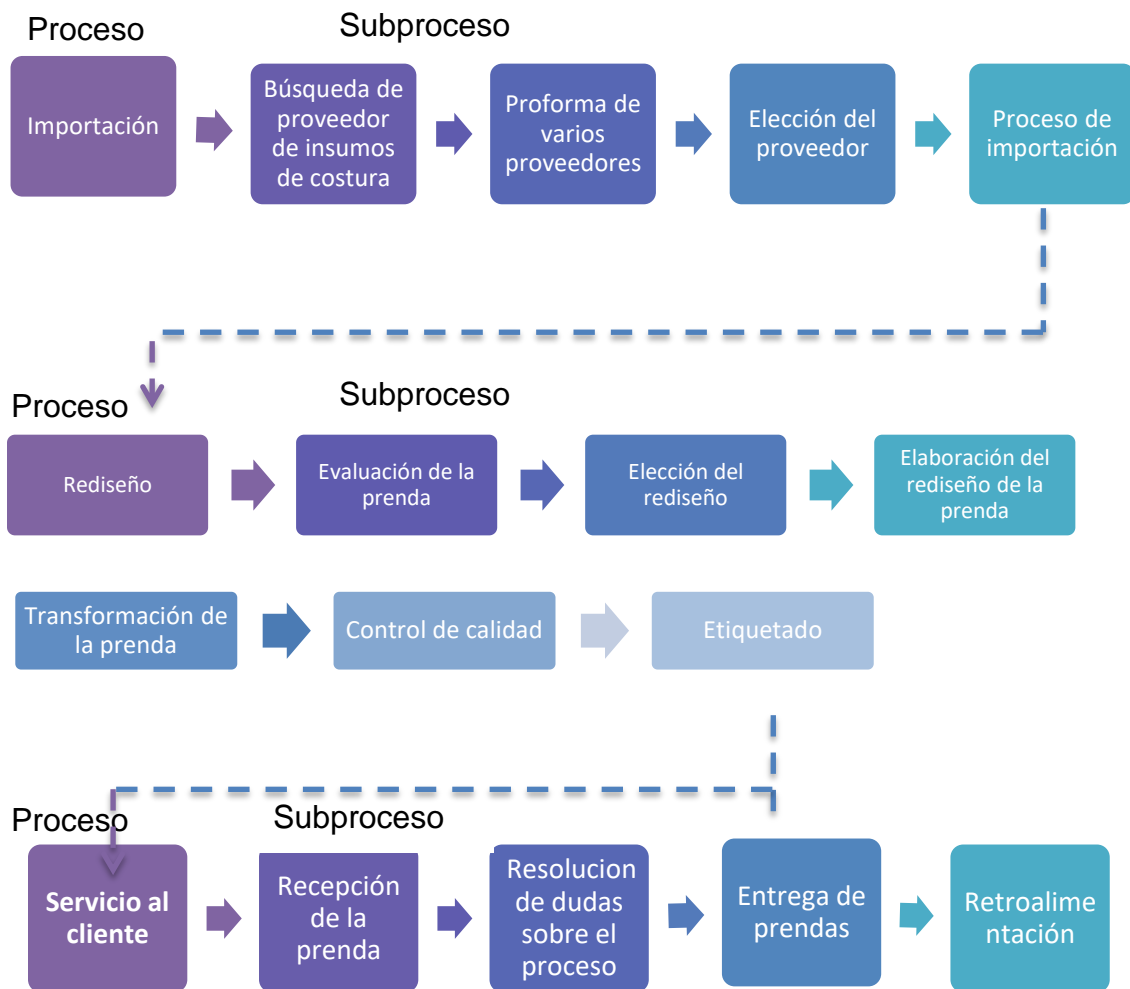 Proceso
Subproceso
Importación
Búsqueda de
proveedor
de insumos
de costura
Proforma de
varios
proveedores
Elección del
proveedor
Proceso de
importación
Proceso
Subproceso
Rediseño
Evaluación de la
prenda
Elección del
rediseño
Elaboración del
rediseño de la
prenda
Transformación de
la prenda
Control de calidad
Etiquetado
Proceso
Subproceso
Servicio al
cliente
Recepción
de la
prenda
Resolucion
de dudas
sobre el
proceso
Entrega de
prendas
Retroalime
ntación